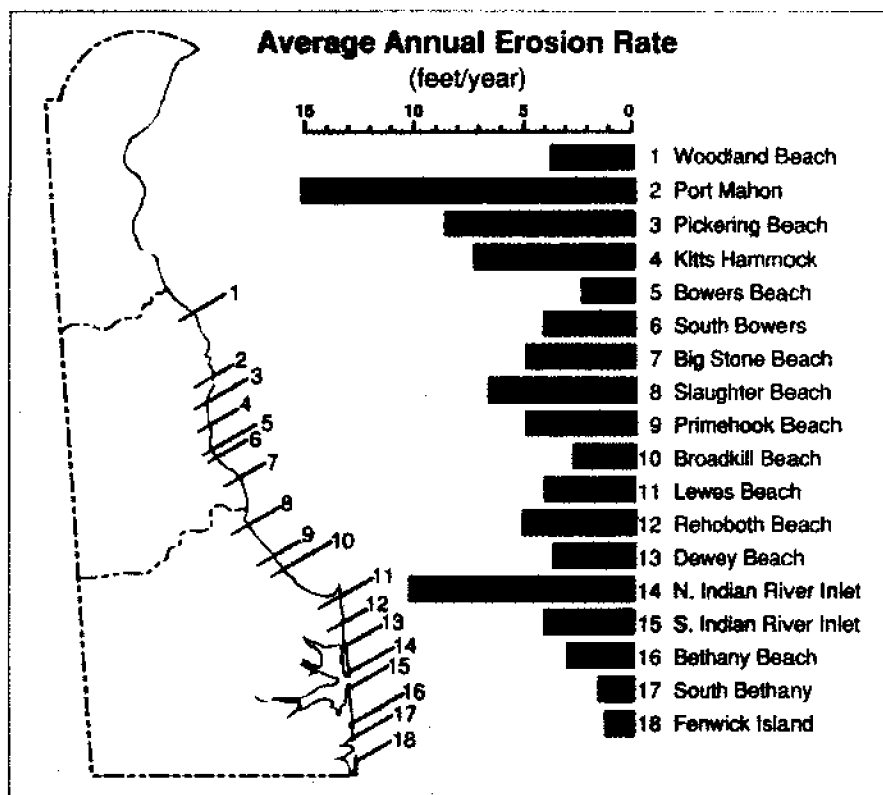 Average Annual Erosion Rate
(feet/year)
15 10 5 0
1 Woodland Beach
2 Port Mahon
3 Pickering Beach
4 Kitts Hammock
5 Bowers Beach
6 South Bowers
7 Big Stone Beach
8 Slaughter Beach
9 Primehook Beach
10 Broadkill Beach
11 Lewes Beach
12 Rehoboth Beach
13 Dewey Beach
14 N. Indian River Inlet
15 S. Indian River Inlet
16 Bethany Beach
17 South Bethany
18 Fenwick Island
1
2
3
4
5
6
7
8
9
10
11
12
13
14
15
16
17
18